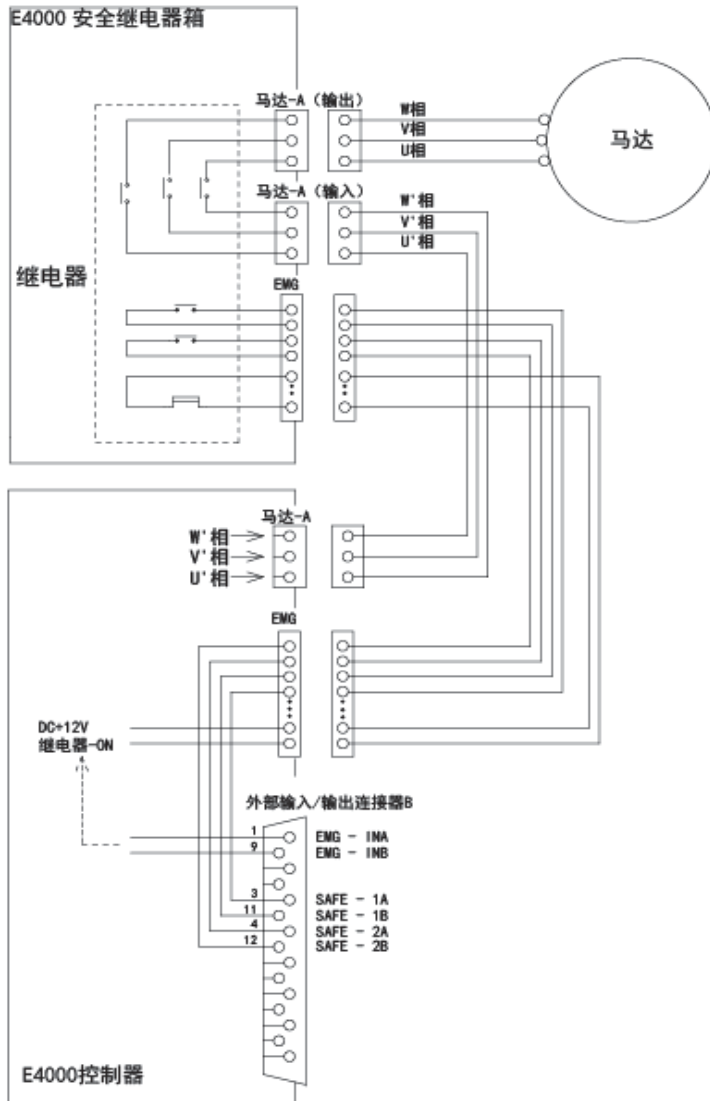 E4000 安全继电器箱
马达-A（输出）
W相
V相
U相
马达
马达-A（输入）
W'相
V'相
U'相
继电器
EMG
马达-A
W'相
V'相
U'相
EMG
DC+12V
继电器-ON
外部输入/输出连接器B
1
EMG - INA
9
EMG - INB
3
SAFE - 1A
11
SAFE - 1B
4
SAFE - 2A
12
SAFE - 2B
E4000控制器